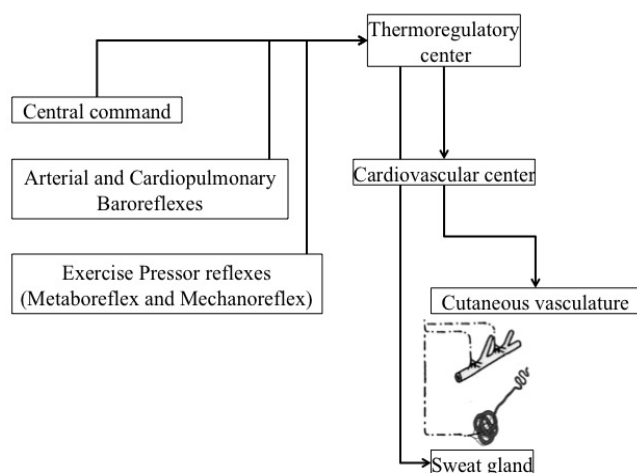 Thermoregulatory
center
Central command
Arterial and Cardiopulmonary
Baroreflexes
Cardiovascular center
Exercise Pressor reflexes
(Metaboreflex and Mechanoreflex)
Cutaneous vasculature
Sweat gland